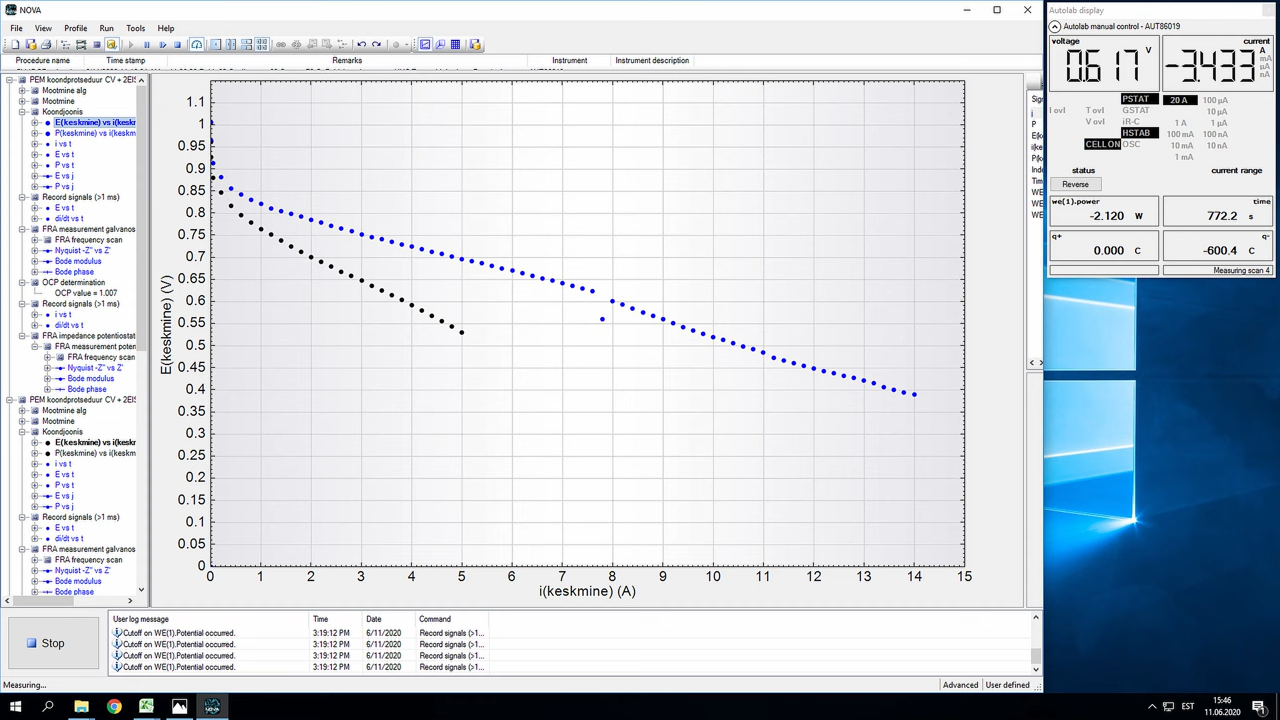 NOVA
File View Profile Run Tools Help
Procedure name Time stamp Remarks Instrument Instrument description
PEM koondprotseduur CV + 2EIS
Mootmine alg
Mootmine
Koondjoonis
E(keskmine) vs i(keskn
P(keskmine) vs i(keskm
i vs t
E vs t
P vs t
E vs j
P vs j
Record signals (>1 ms)
E vs t
di/dt vs t
FRA measurement galvanos
FRA frequency scan
Nyquist -Z" vs Z'
Bode modulus
Bode phase
OCP determination
OCP value = 1.007
Record signals (>1 ms)
i vs t
di/dt vs t
FRA impedance potentiostat
FRA measurement poten
FRA frequency scan
Nyquist -Z" vs Z'
Bode modulus
Bode phase
PEM koondprotseduur CV + 2EIS
Mootmine alg
Mootmine
Koondjoonis
E(keskmine) vs i(keskn
P(keskmine) vs i(keskm
i vs t
E vs t
P vs t
E vs j
P vs j
Record signals (>1 ms)
E vs t
di/dt vs t
FRA measurement galvanos
FRA frequency scan
Nyquist -Z" vs Z'
Bode modulus
Bode phase
E(keskmine) (V)
1.1
1
0.95
0.9
0.85
0.8
0.75
0.7
0.65
0.6
0.55
0.5
0.45
0.4
0.35
0.3
0.25
0.2
0.15
0.1
0.05
0
0 1 2 3 4 5 6 7 8 9 10 11 12 13 14 15
i(keskmine) (A)
Sig
i
P
E(k
i(ke
P(k
Inde
Time
WE
WE
WE
Autolab display
Autolab manual control - AUT86019
voltage current
0.617 V -3.433 A
mA
µA
nA
PSTAT 20 A 100 µA
I ovl T ovl GSTAT 10 µA
V ovl iR-C 1 A 1 µA
HSTAB 100 mA 100 nA
CELL ON OSC 10 mA 10 nA
1 mA
status current range
Reverse
we(1).power time
-2.120 W 772.2 s
q+ q-
0.000 C -600.4 C
Measuring scan 4
Stop
User log message Time Date Command
Cutoff on WE(1).Potential occurred. 3:19:12 PM 6/11/2020 Record signals (>1...
Cutoff on WE(1).Potential occurred. 3:19:12 PM 6/11/2020 Record signals (>1...
Cutoff on WE(1).Potential occurred. 3:19:12 PM 6/11/2020 Record signals (>1...
Cutoff on WE(1).Potential occurred. 3:19:12 PM 6/11/2020 Record signals (>1...
Measuring... Advanced User defined
EST 15:46
11.06.2020
1